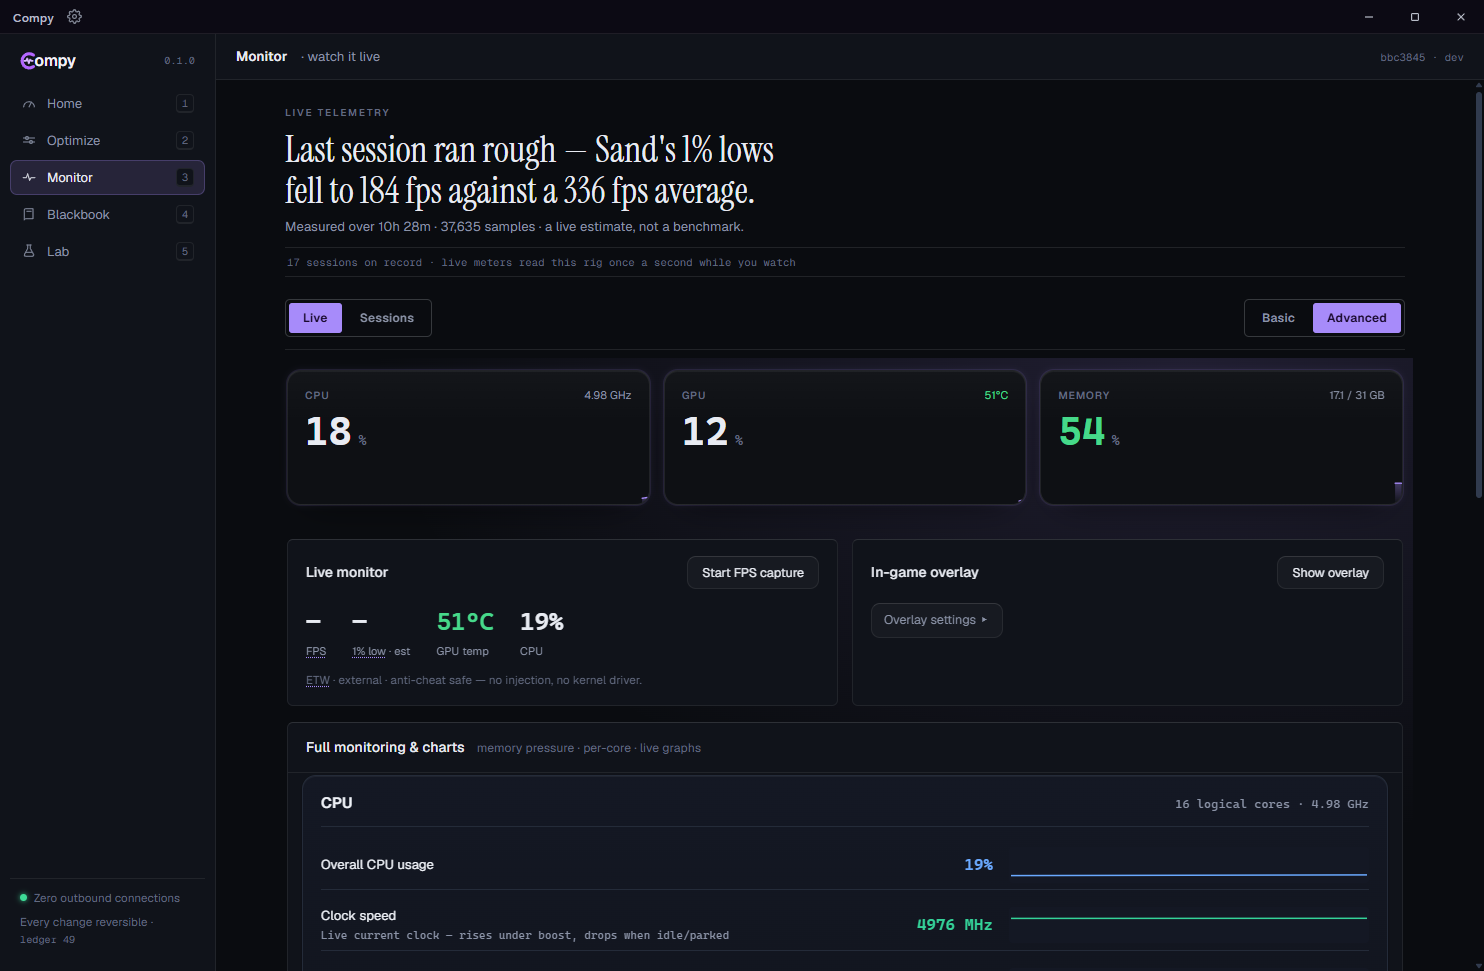 Compy
Compy
0.1.0
Home 1
Optimize 2
Monitor 3
Blackbook 4
Lab 5
Zero outbound connections
Every change reversible ·
ledger 49
Monitor · watch it live
bbc3845 · dev
LIVE TELEMETRY
Last session ran rough — Sand's 1% lows
fell to 184 fps against a 336 fps average.
Measured over 10h 28m · 37,635 samples · a live estimate, not a benchmark.
17 sessions on record · live meters read this rig once a second while you watch
Live Sessions
Basic Advanced
CPU 4.98 GHz
18 %
GPU 51°C
12 %
MEMORY 17.1 / 31 GB
54 %
Live monitor
Start FPS capture
— — 51°C 19%
FPS 1% low · est GPU temp CPU
ETW · external · anti-cheat safe — no injection, no kernel driver.
In-game overlay
Show overlay
Overlay settings ▸
Full monitoring & charts memory pressure · per-core · live graphs
CPU 16 logical cores · 4.98 GHz
Overall CPU usage 19%
Clock speed
4976 MHz
Live current clock — rises under boost, drops when idle/parked